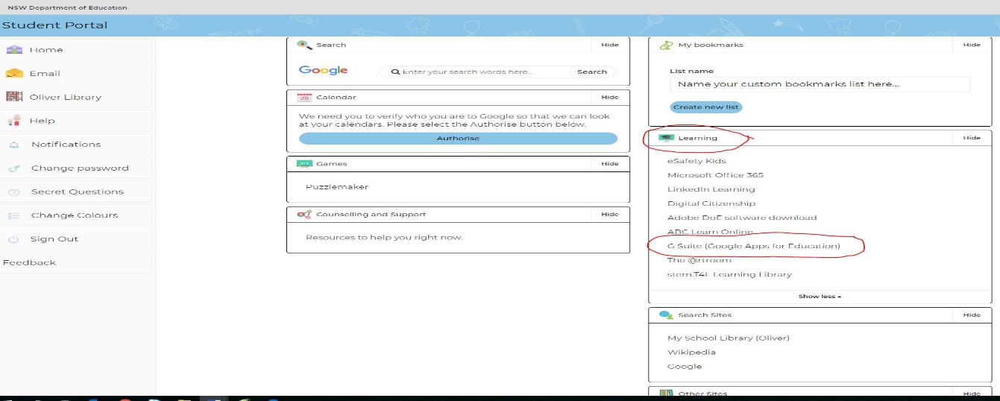 NSW Department of Education
Student Portal
Home
Email
Oliver Library
Help
Notifications
Change password
Secret Questions
Change Colours
Sign Out
Feedback
Search
Hide
Google
Enter your search words here...
Search
Calendar
Hide
We need you to verify who you are to Google so that we can look
at your calendars. Please select the Authorise button below.
Authorise
Games
Hide
Puzzlemaker
Counselling and Support
Hide
Resources to help you right now.
My bookmarks
Hide
List name
Name your custom bookmarks list here...
Create new list
Learning
Hide
eSafety Kids
Microsoft Office 365
LinkedIn Learning
Digital Citizenship
Adobe DoE software download
ABC Learn Online
G Suite (Google Apps for Education)
The @rtroom
stem.T4L Learning Library
Show less
Search Sites
Hide
My School Library (Oliver)
Wikipedia
Google
Other Sites
Hide